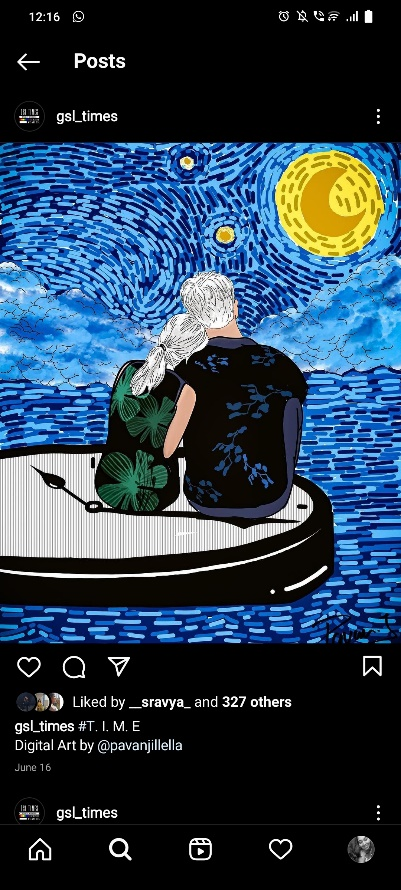 12:16
Posts
gsl_times
Liked by __sravya_ and 327 others
gsl_times #T. I. M. E
Digital Art by @pavanjillella
June 16
gsl_times